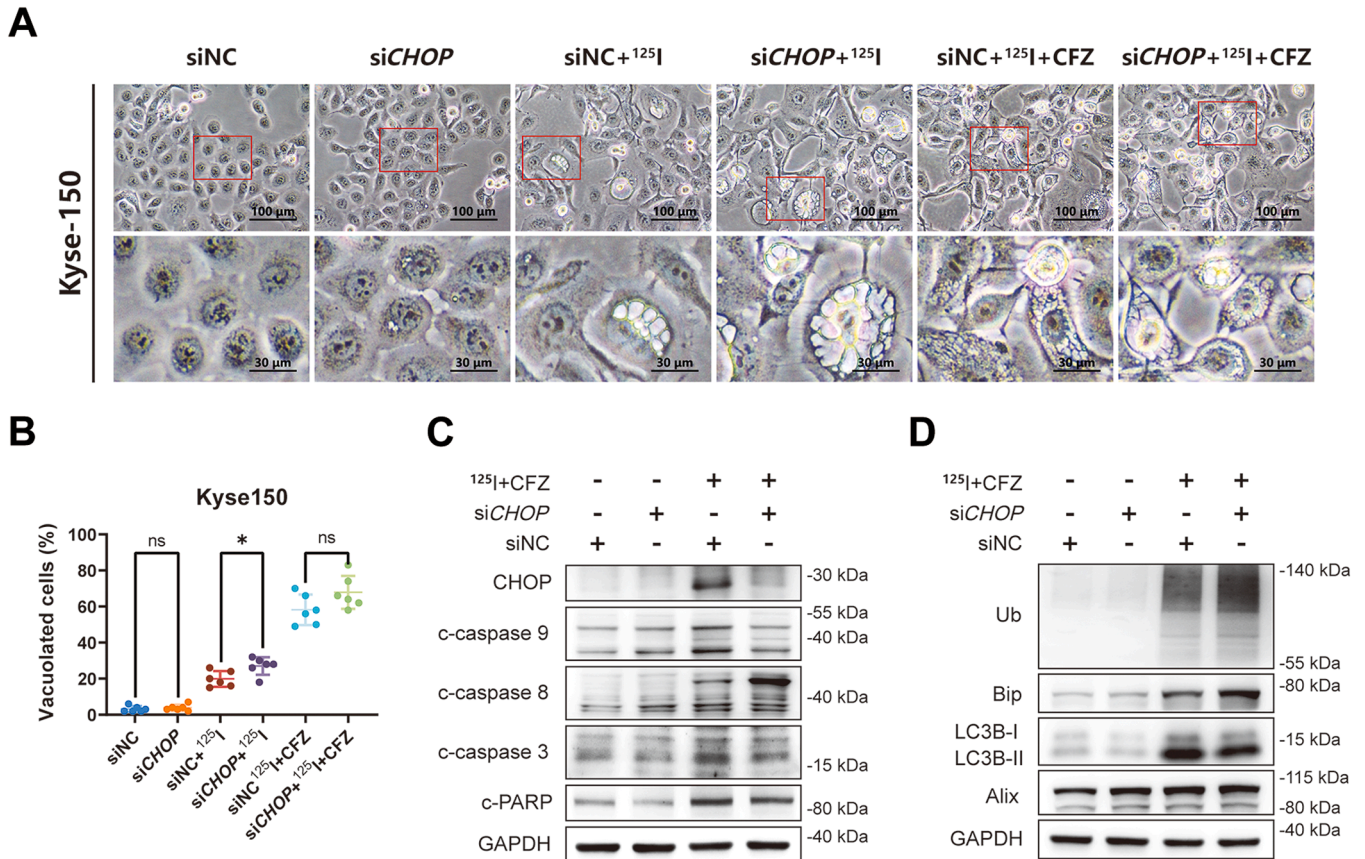 A
siNC
siCHOP
siNC+¹²⁵I
siCHOP+¹²⁵I
siNC+¹²⁵I+CFZ
siCHOP+¹²⁵I+CFZ
Kyse-150
100 μm
100 μm
100 μm
100 μm
100 μm
100 μm
30 μm
30 μm
30 μm
30 μm
30 μm
30 μm
B
Kyse150
Vacuolated cells (%)
100
80
60
40
20
0
ns
*
ns
siNC
siCHOP
siNC+¹²⁵I
siCHOP+¹²⁵I
siNC ¹²⁵I+CFZ
siCHOP+¹²⁵I+CFZ
C
¹²⁵I+CFZ - - + +
siCHOP - + - +
siNC + - + -
CHOP -30 kDa
-55 kDa
c-caspase 9 -40 kDa
c-caspase 8 -40 kDa
c-caspase 3
-15 kDa
c-PARP -80 kDa
GAPDH -40 kDa
D
¹²⁵I+CFZ - - + +
siCHOP - + - +
siNC + - + -
-140 kDa
Ub
-55 kDa
Bip -80 kDa
LC3B-I
-15 kDa
LC3B-II
-115 kDa
Alix
-80 kDa
GAPDH -40 kDa